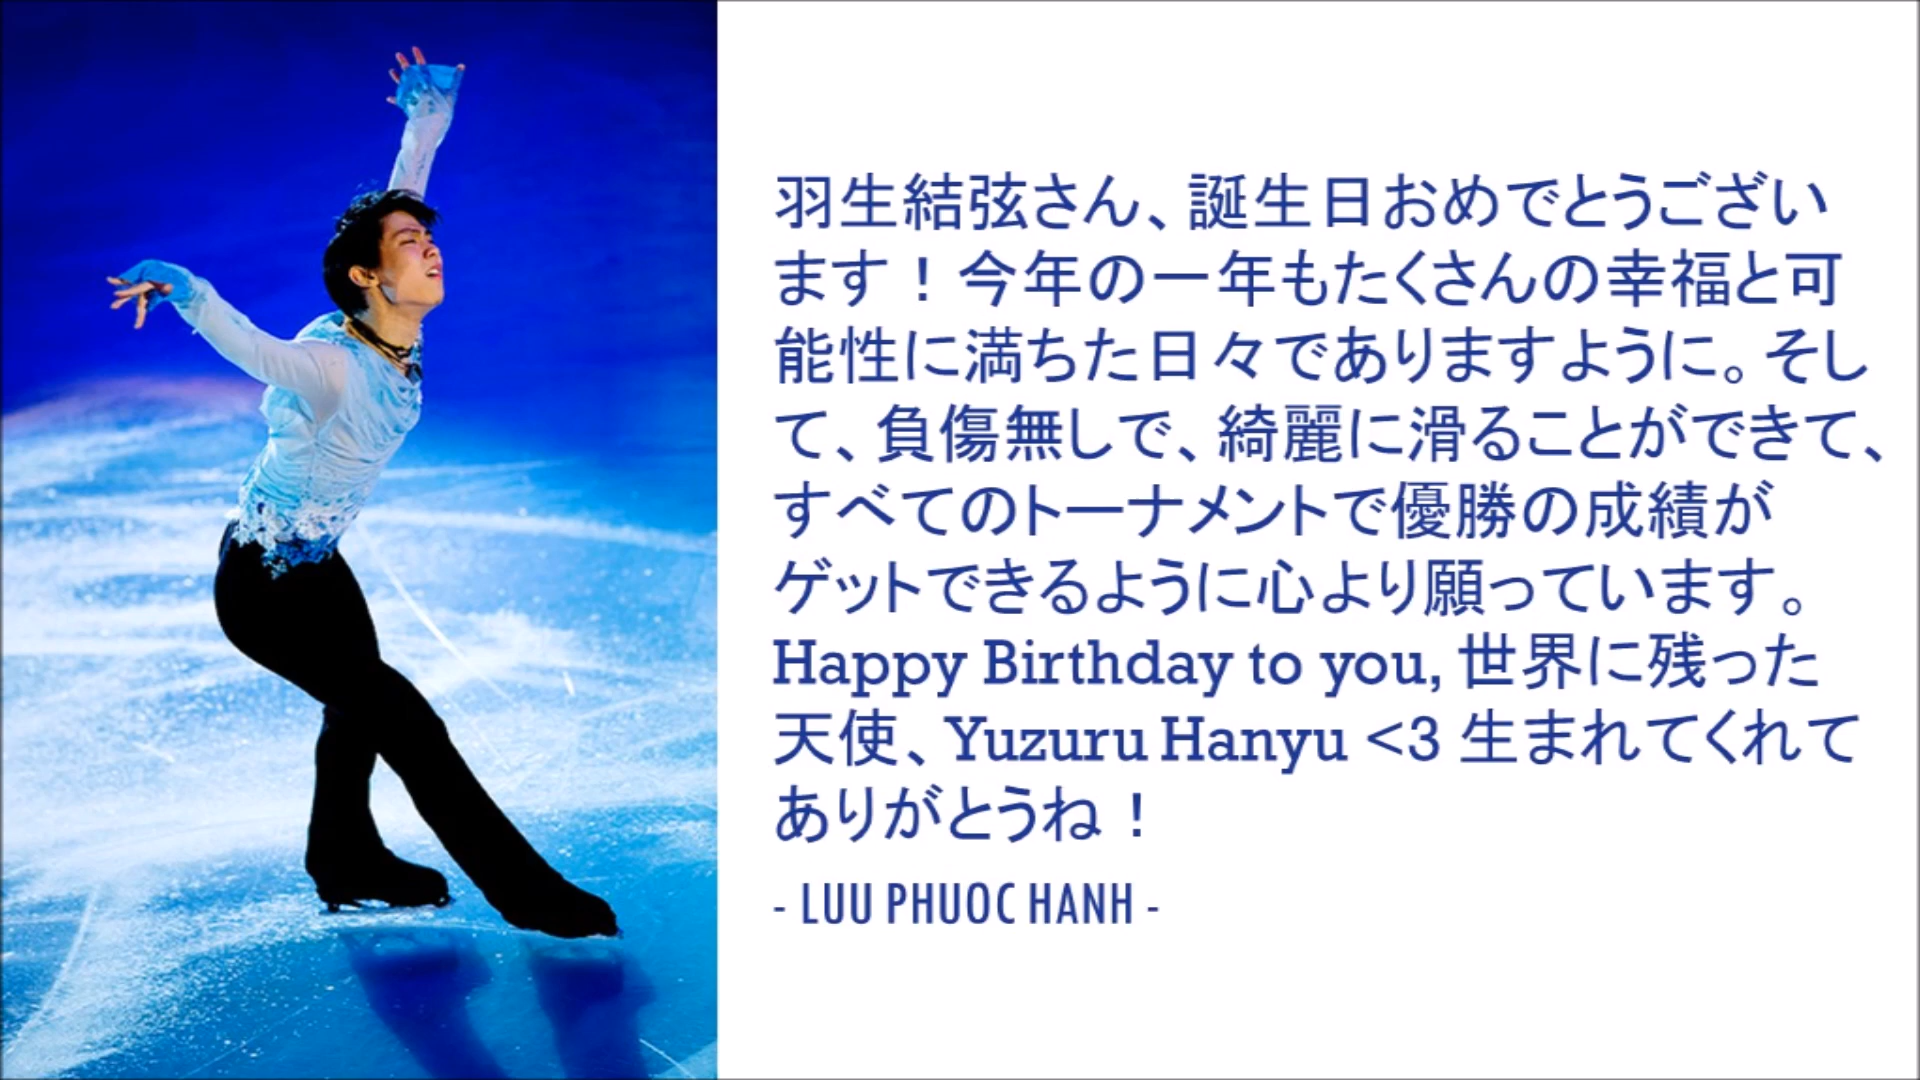 羽生結弦さん、誕生日おめでとうござい
ます！今年の一年もたくさんの幸福と可
能性に満ちた日々でありますように。そし
て、負傷無しで、綺麗に滑ることができて、
すべてのトーナメントで優勝の成績が
ゲットできるように心より願っています。
Happy Birthday to you, 世界に残った
天使、Yuzuru Hanyu <3 生まれてくれて
ありがとうね！
- LUU PHUOC HANH -